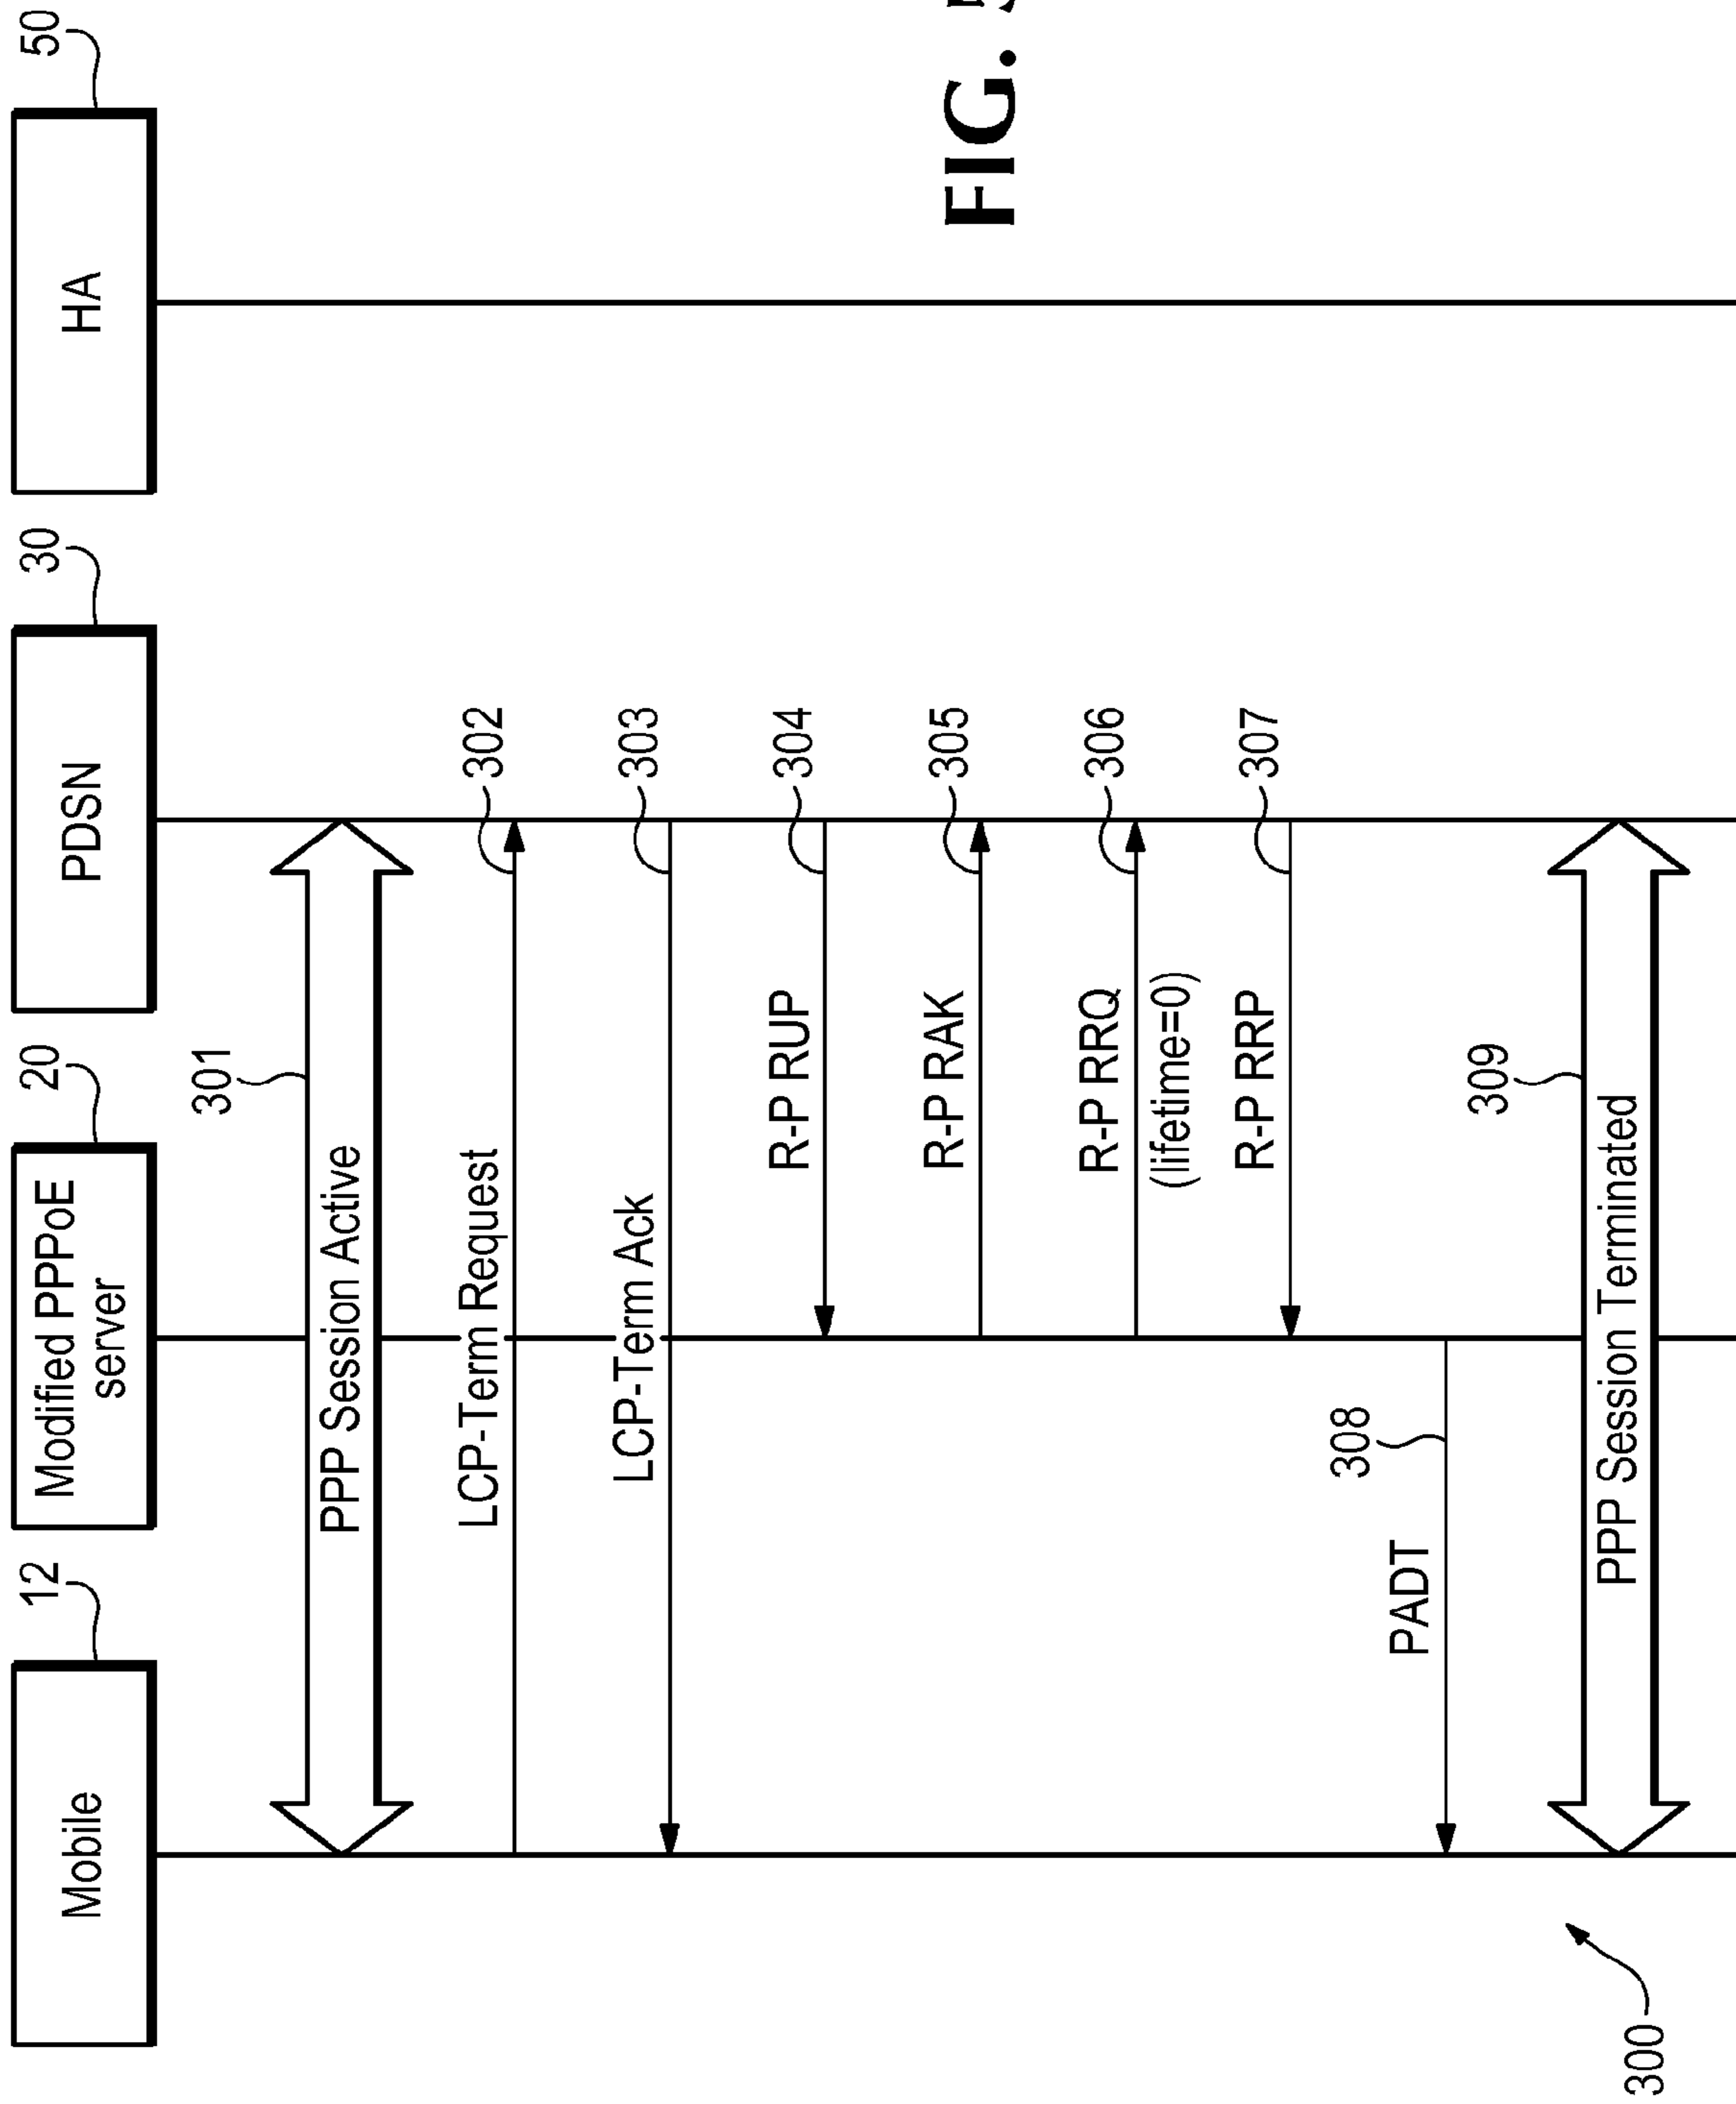 12
20
30
50
Mobile
Modified PPPoE
server
PDSN
HA
301
PPP Session Active
LCP-Term Request
302
LCP-Term Ack
303
R-P RUP
304
R-P RAK
305
R-P RRQ
306
(lifetime=0)
R-P RRP
307
308
PADT
309
PPP Session Terminated
300
FIG.